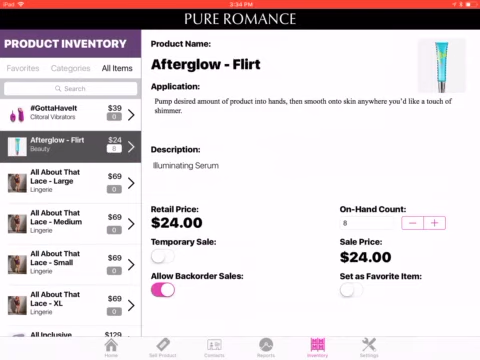 iPad
3:34 PM
PURE ROMANCE
PRODUCT INVENTORY
Favorites Categories All Items
Search
#GottaHaveIt $39
Clitoral Vibrators 0
Afterglow - Flirt $24
Beauty 8
All About That
Lace - Large $69
Lingerie 0
All About That
Lace - Medium $69
Lingerie 0
All About That
Lace - Small $69
Lingerie 0
All About That
Lace - XL $69
Lingerie 0
All Inclusive $129
Product Name:
Afterglow - Flirt
Application:
Pump desired amount of product into hands, then smooth onto skin anywhere you'd like a touch of
shimmer.
Description:
Illuminating Serum
Retail Price: On-Hand Count:
$24.00 8
Temporary Sale: Sale Price:
$24.00
Allow Backorder Sales: Set as Favorite Item:
Home Sell Product Contacts Reports Inventory Settings